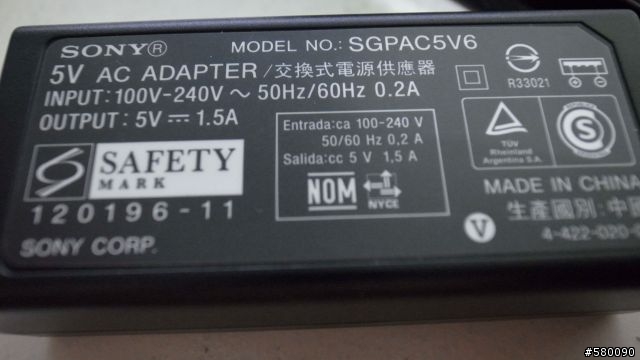 SONY® MODEL NO.: SGPAC5V6
5V AC ADAPTER/交換式電源供應器
INPUT: 100V-240V ～ 50Hz/60Hz 0.2A
OUTPUT: 5V ⎓ 1.5A
R33021
Entrada:ca 100-240 V
50/60 Hz 0,2 A
Salida:cc 5 V 1,5 A
NOM
NYCE
TÜV
Rheinland
Argentina S.A.
S
SAFETY
MARK
120196-11
MADE IN CHINA
生產國別:中
V
SONY CORP.
4-422-020-0
#580090